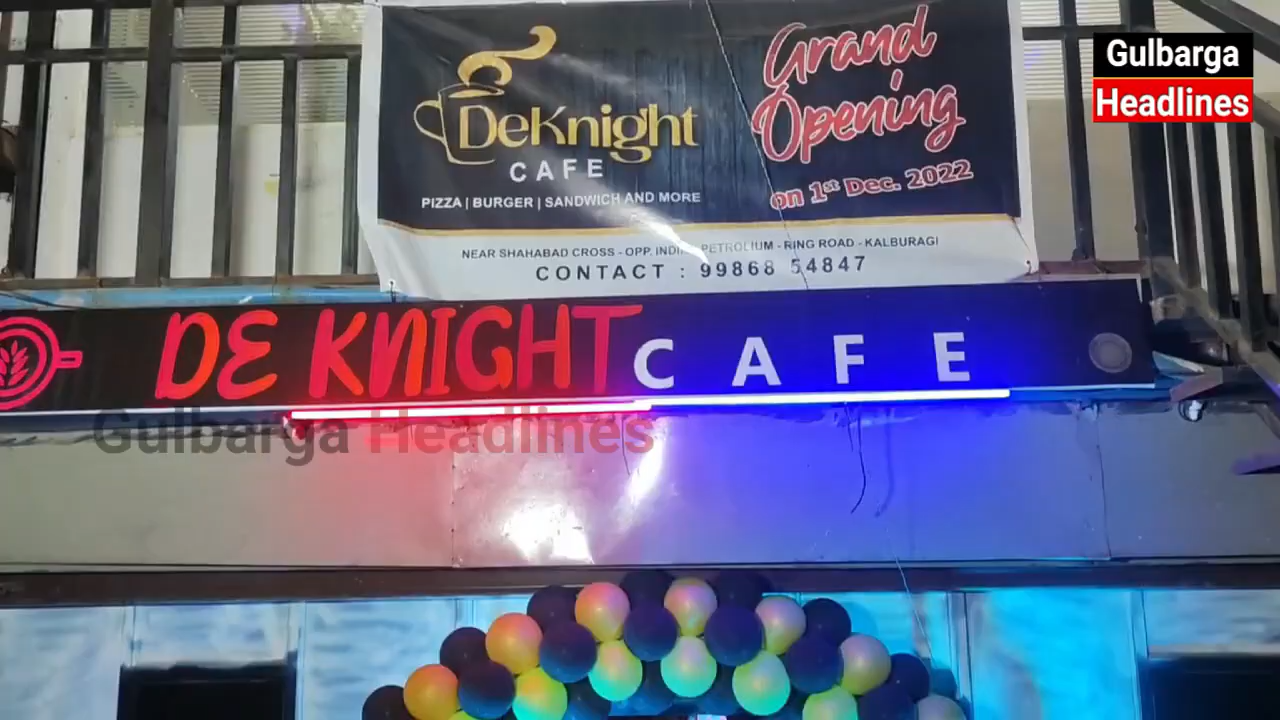 Gulbarga
Headlines
DeKnight
CAFE
PIZZA | BURGER | SANDWICH AND MORE
Grand
Opening
on 1st Dec. 2022
NEAR SHAHABAD CROSS - OPP. PETROLIUM - RING ROAD - KALBURAGI
CONTACT : 99868 54847
DE KNIGHT CAFE
Gulbarga Headlines